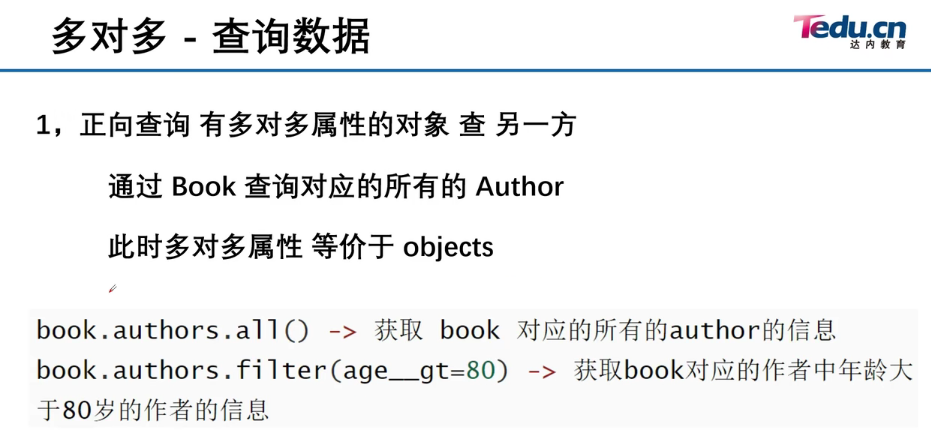 多对多 - 查询数据
Tedu.cn
达内教育
1，正向查询 有多对多属性的对象 查 另一方
通过 Book 查询对应的所有的 Author
此时多对多属性 等价于 objects
book.authors.all() -> 获取 book 对应的所有的author的信息
book.authors.filter(age__gt=80) -> 获取book对应的作者中年龄大
于80岁的作者的信息